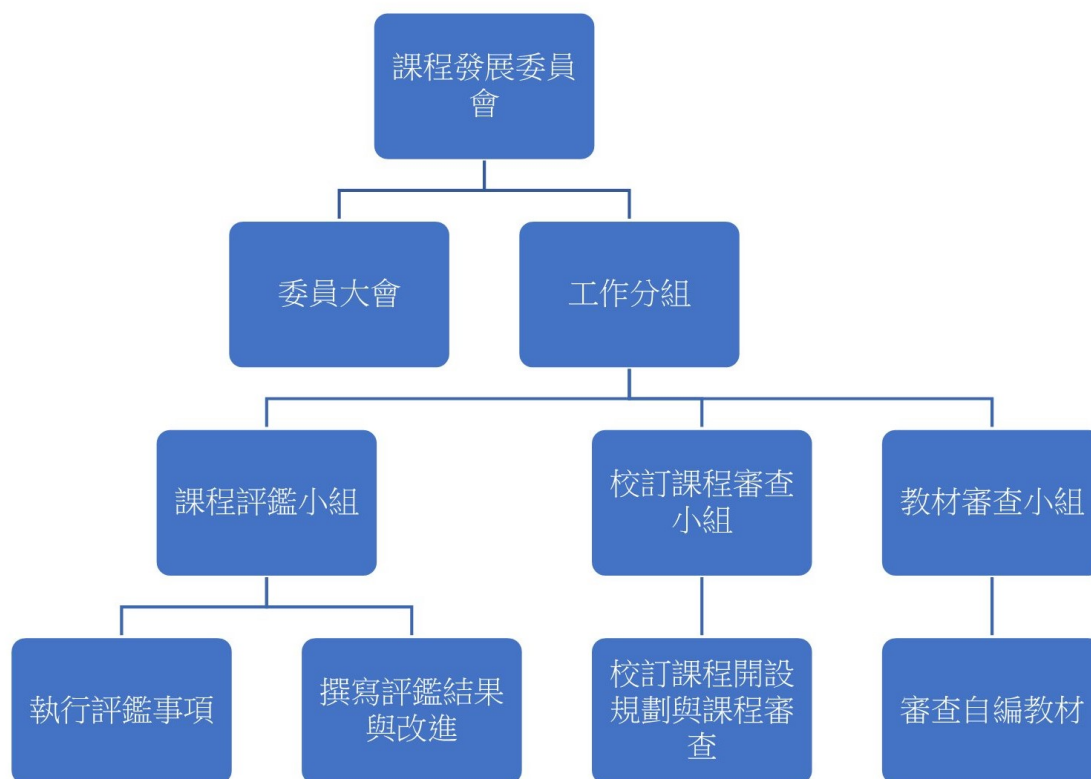 課程發展委員
會
委員大會
工作分組
課程評鑑小組
校訂課程審查
小組
教材審查小組
執行評鑑事項
撰寫評鑑結果
與改進
校訂課程開設
規劃與課程審
查
審查自編教材